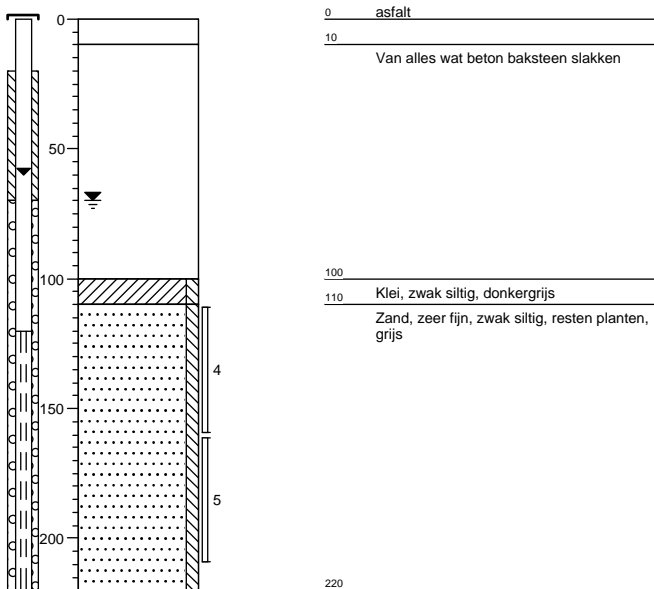 0
50
100
150
200
4
5
0 asfalt
10
Van alles wat beton baksteen slakken
100
Klei, zwak siltig, donkergrijs
110
Zand, zeer fijn, zwak siltig, resten planten,
grijs
220